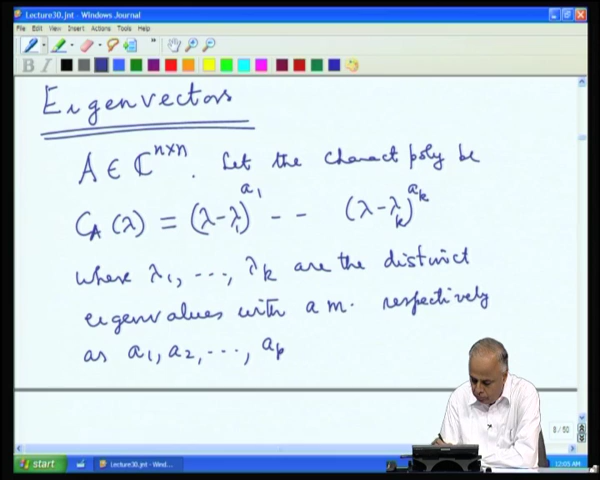 Lecture30.jnt - Windows Journal
File Edit View Insert Actions Tools Help
B I
Eigenvectors
A ∈ ℂ^{n×n}. Let the charact poly be
C_A(λ) = (λ-λ_1)^{a_1} -- (λ-λ_k)^{a_k}
where λ_1, ..., λ_k are the distinct
eigenvalues with a m. respectively
as a_1, a_2, ..., a_k
8 / 50
start
Lecture30.jnt - Wind...
12:05 AM